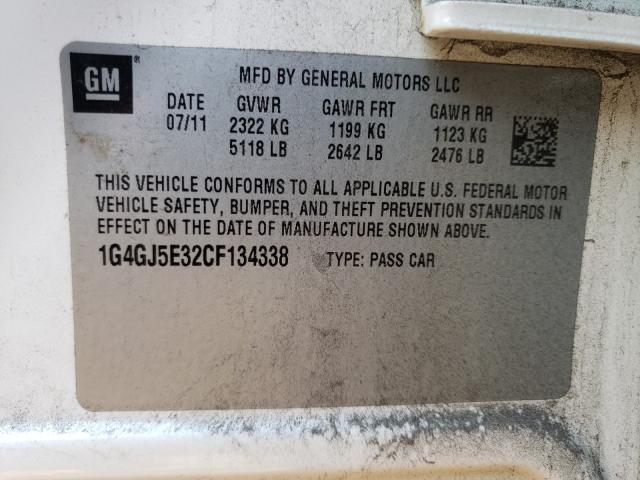 GM ®
MFD BY GENERAL MOTORS LLC
DATE GVWR GAWR FRT GAWR RR
07/11 2322 KG 1199 KG 1123 KG
5118 LB 2642 LB 2476 LB
THIS VEHICLE CONFORMS TO ALL APPLICABLE U.S. FEDERAL MOTOR
VEHICLE SAFETY, BUMPER, AND THEFT PREVENTION STANDARDS IN
EFFECT ON THE DATE OF MANUFACTURE SHOWN ABOVE.
1G4GJ5E32CF134338 TYPE: PASS CAR